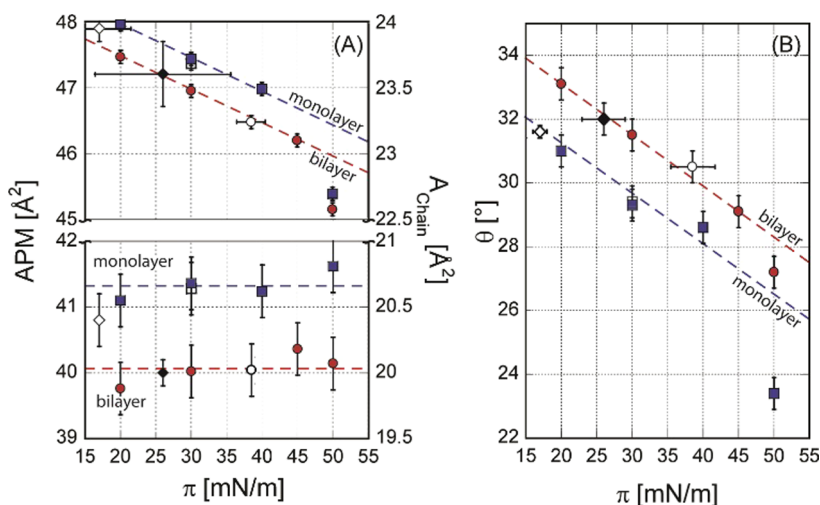 48
47
46
45
42
41
40
39
APM [Å²]
(A)
monolayer
bilayer
monolayer
bilayer
24
23.5
23
22.5
21
20.5
20
19.5
A_Chain [Å²]
15 20 25 30 35 40 45 50 55
π [mN/m]
34
32
30
28
26
24
22
θ [°]
(B)
bilayer
monolayer
15 20 25 30 35 40 45 50 55
π [mN/m]